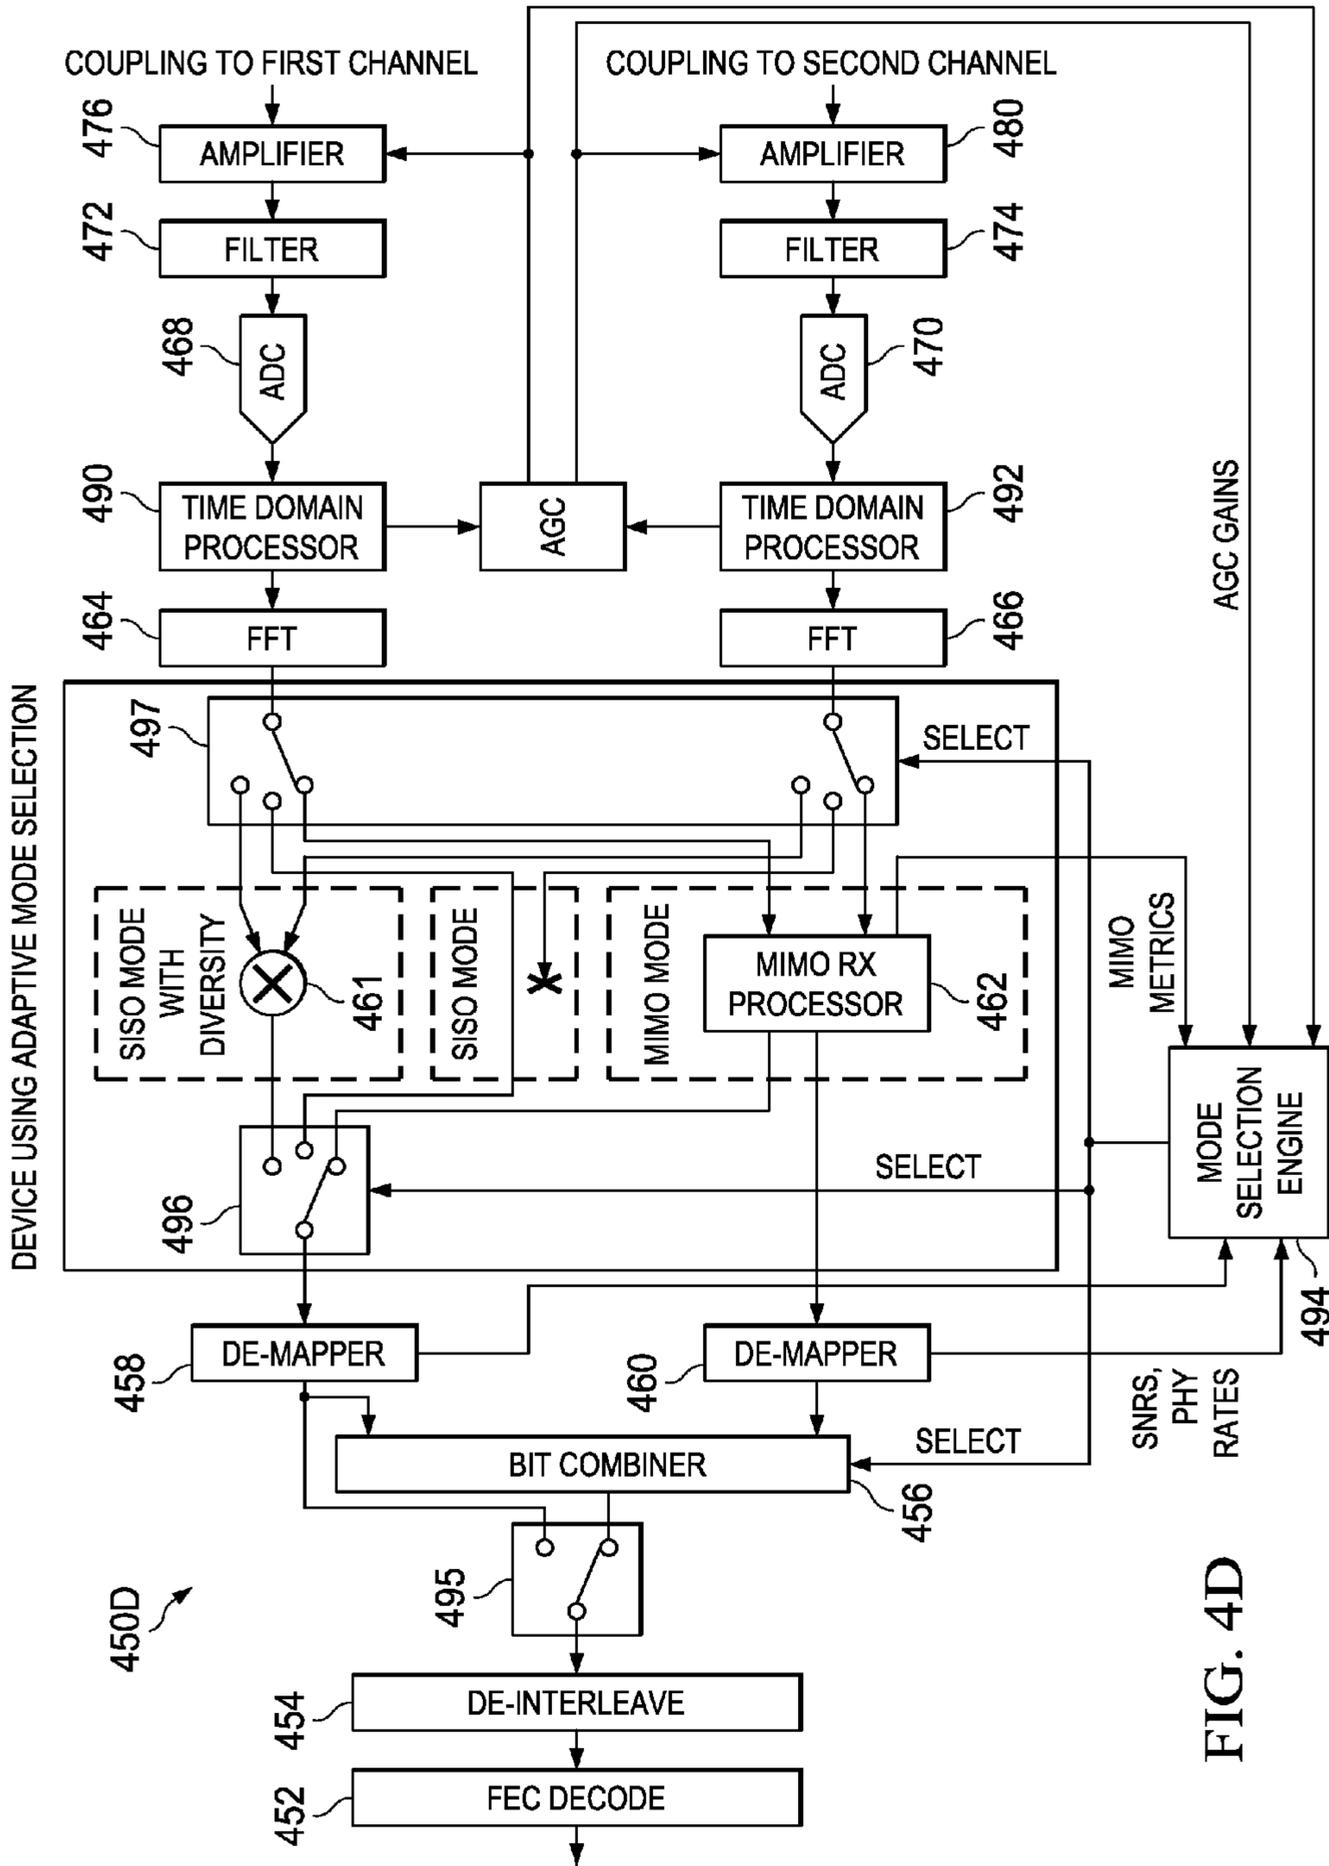 DEVICE USING ADAPTIVE MODE SELECTION
COUPLING TO FIRST CHANNEL
COUPLING TO SECOND CHANNEL
476
AMPLIFIER
AMPLIFIER
480
472
FILTER
FILTER
474
468
ADC
ADC
470
490
TIME DOMAIN
PROCESSOR
AGC
TIME DOMAIN
PROCESSOR
492
464
FFT
FFT
466
AGC GAINS
497
SELECT
SISO MODE
WITH
DIVERSITY
461
SISO MODE
MIMO MODE
MIMO RX
PROCESSOR
462
MIMO
METRICS
496
SELECT
MODE
SELECTION
ENGINE
494
458
DE-MAPPER
460
DE-MAPPER
SNRS,
PHY
RATES
BIT COMBINER
SELECT
456
495
450D
454
DE-INTERLEAVE
452
FEC DECODE
FIG. 4D